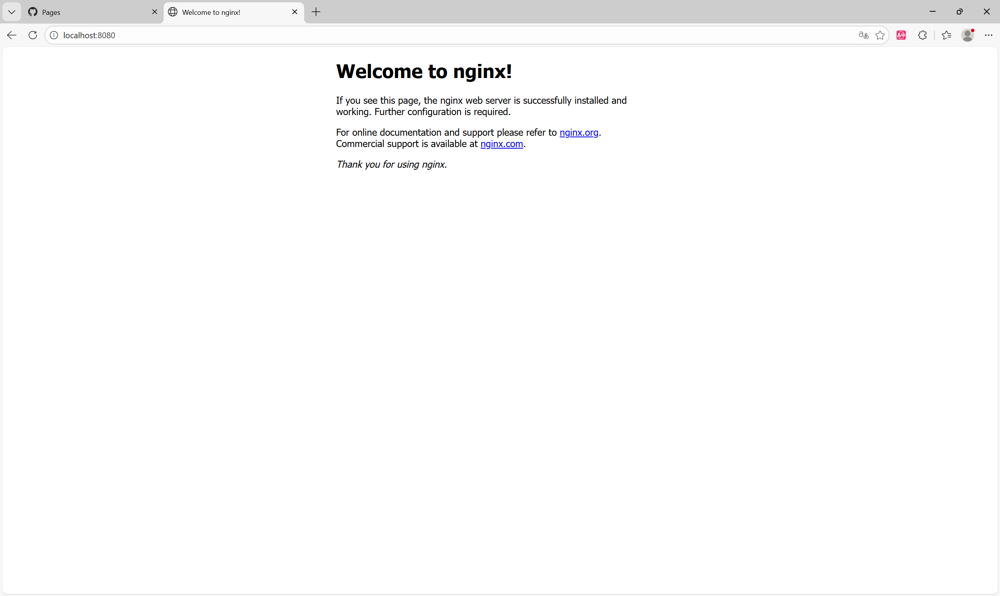 Pages
Welcome to nginx!
localhost:8080
Welcome to nginx!
If you see this page, the nginx web server is successfully installed and
working. Further configuration is required.
For online documentation and support please refer to nginx.org.
Commercial support is available at nginx.com.
Thank you for using nginx.